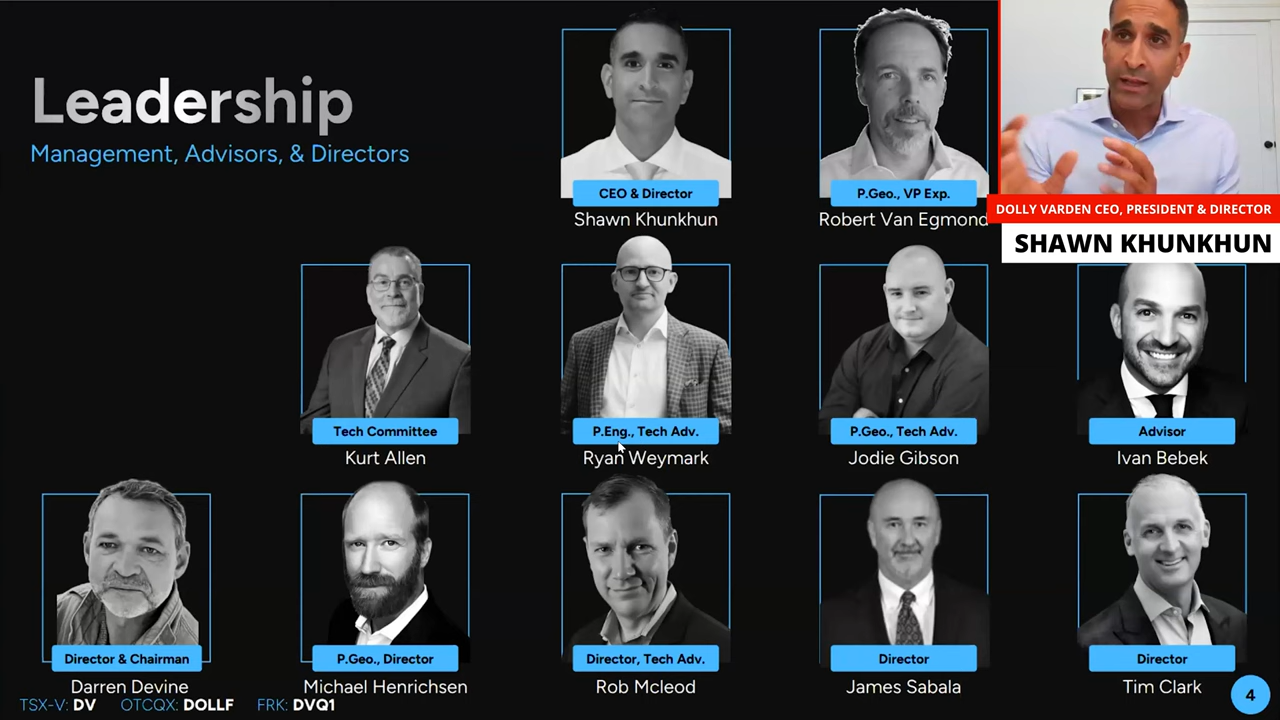 Leadership
Management, Advisors, & Directors
CEO & Director
Shawn Khunkhun
P.Geo., VP Exp.
Robert Van Egmond
DOLLY VARDEN CEO, PRESIDENT & DIRECTOR
SHAWN KHUNKHUN
Tech Committee
Kurt Allen
P.Eng., Tech Adv.
Ryan Weymark
P.Geo., Tech Adv.
Jodie Gibson
Advisor
Ivan Bebek
Director & Chairman
Darren Devine
P.Geo., Director
Michael Henrichsen
Director, Tech Adv.
Rob Mcleod
Director
James Sabala
Director
Tim Clark
TSX-V: DV OTCQX: DOLLF FRK: DVQ1
4